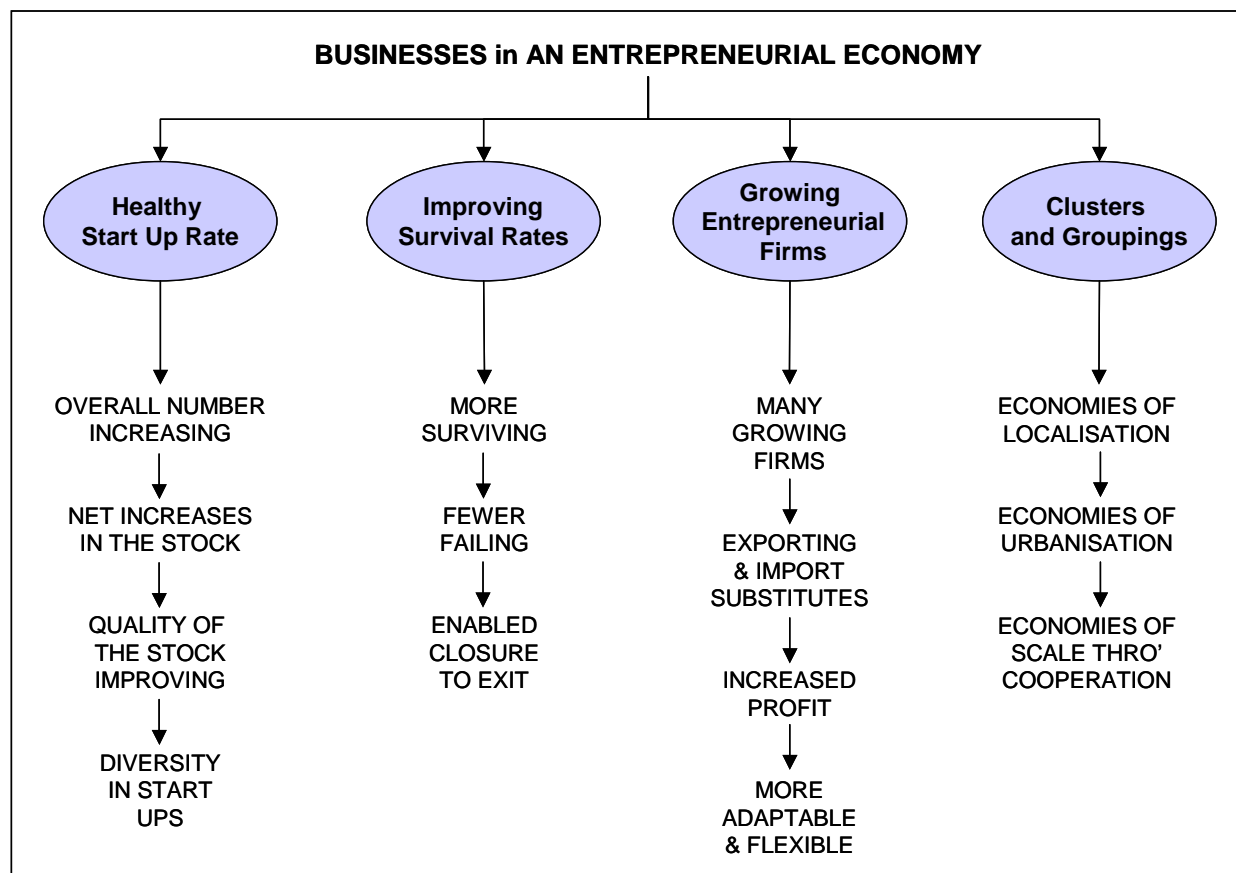 BUSINESSES in AN ENTREPRENEURIAL ECONOMY
Healthy
Start Up Rate
OVERALL NUMBER
INCREASING
NET INCREASES
IN THE STOCK
QUALITY OF
THE STOCK
IMPROVING
DIVERSITY
IN START
UPS
Improving
Survival Rates
MORE
SURVIVING
FEWER
FAILING
ENABLED
CLOSURE
TO EXIT
Growing
Entrepreneurial
Firms
MANY
GROWING
FIRMS
EXPORTING
& IMPORT
SUBSTITUTES
INCREASED
PROFIT
MORE
ADAPTABLE
& FLEXIBLE
Clusters
and Groupings
ECONOMIES OF
LOCALISATION
ECONOMIES OF
URBANISATION
ECONOMIES OF
SCALE THRO'
COOPERATION